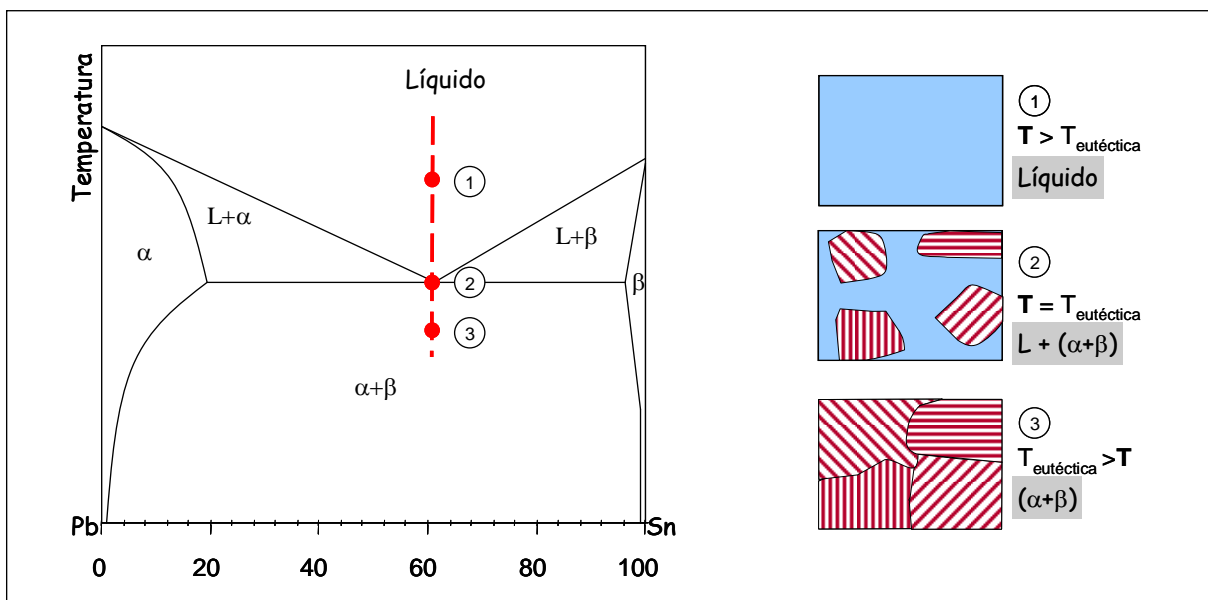 Temperatura
Líquido
1
L+α
L+β
α
2
β
3
α+β
Pb
Sn
0
20
40
60
80
100
1
T > Teutéctica
Líquido
2
T = Teutéctica
L + (α+β)
3
Teutéctica >T
(α+β)